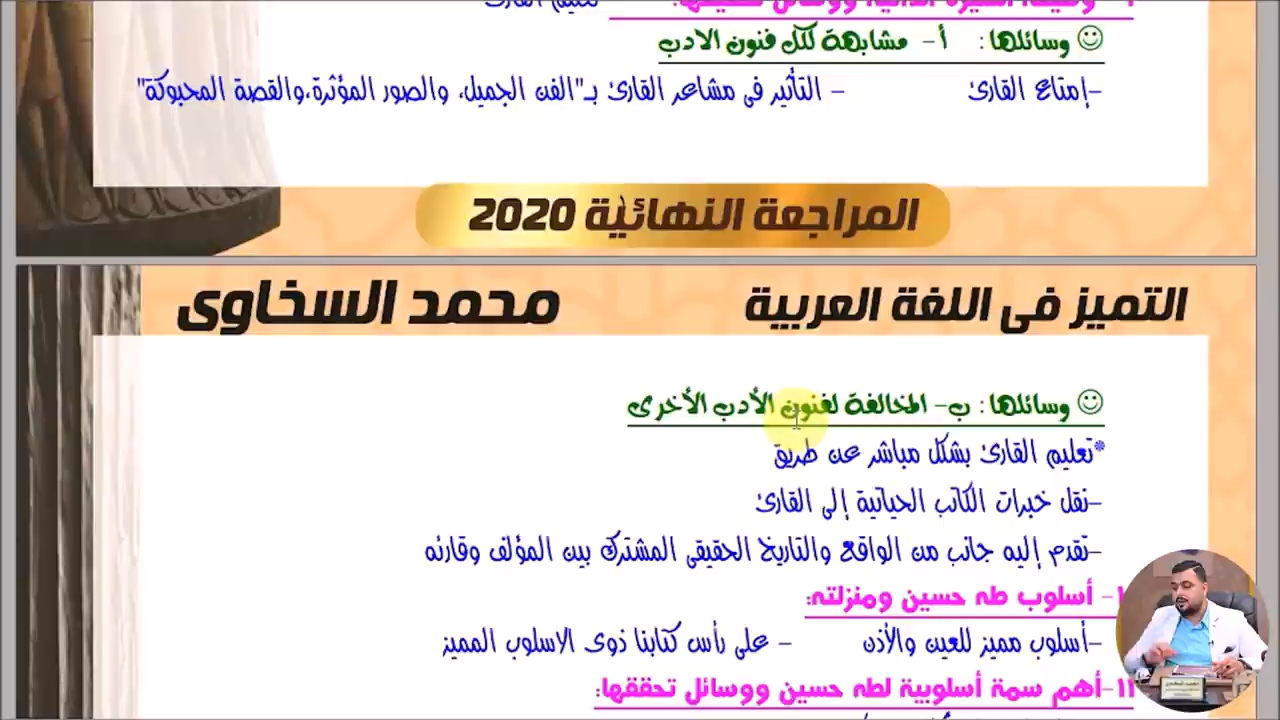 وسائلها: أ- مشابهة لكل فنون الادب
-إمتاع القارئ - التأثير فى مشاعر القارئ بـ"الفن الجميل، والصور المؤثرة،والقصة المحبوكة"
المراجعة النهائية 2020
التميز فى اللغة العربية محمد السخاوى
وسائلها: ب- المخالفة لفنون الأدب الأخرى
*تعليم القارئ بشكل مباشر عن طريق
-نقل خبرات الكاتب الحياتية إلى القارئ
-تقدم إليه جانب من الواقع والتاريخ الحقيقى المشترك بين المؤلف وقارئه
- أسلوب طه حسين ومنزلته:
-أسلوب مميز للعين والأذن - على رأس كتابنا ذوى الاسلوب المميز
١١-أهم سمة أسلوبية لطه حسين ووسائل تحققها: